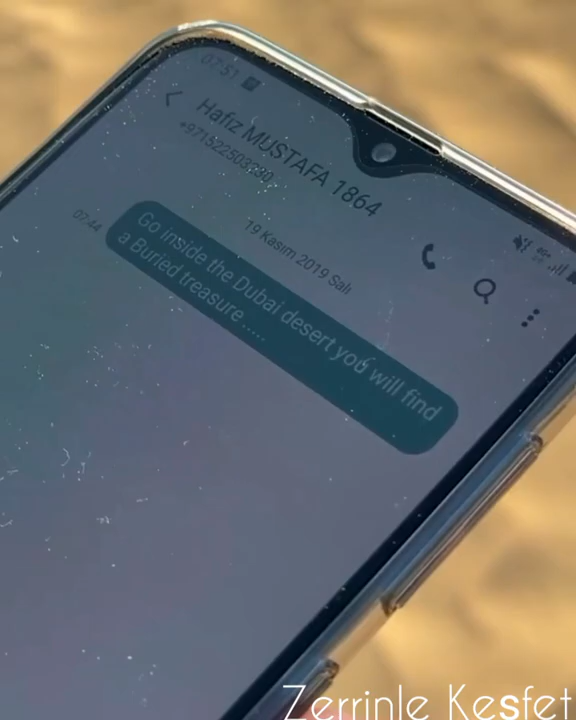 07:51
Hafiz MUSTAFA 1864
+971522503230
19 Kasım 2019 Salı
07:44
Go inside the Dubai desert you will find
a Buried treasure .....
Zerrinle Keşfet